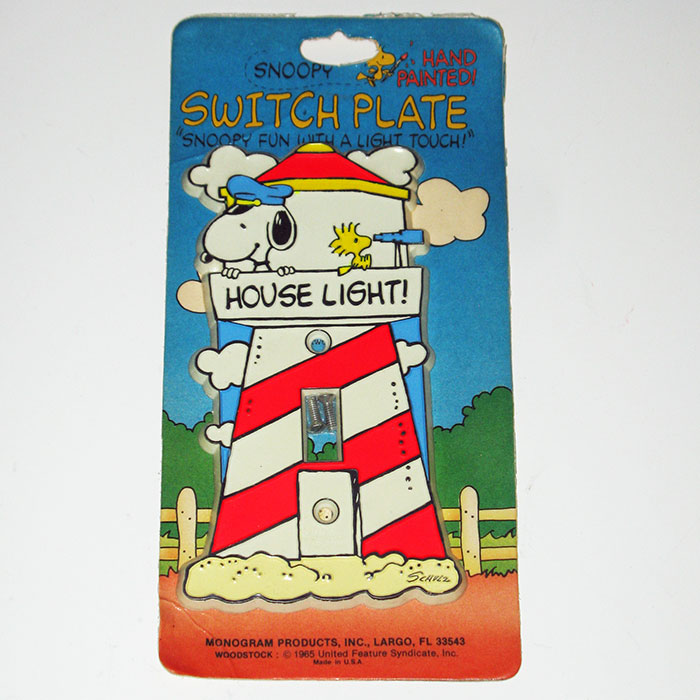 SNOOPY
HAND
PAINTED!
SWITCH PLATE
"SNOOPY FUN WITH A LIGHT TOUCH!"
HOUSE LIGHT!
SCHULZ
MONOGRAM PRODUCTS, INC., LARGO, FL 33543
WOODSTOCK : © 1965 United Feature Syndicate, Inc.
Made in U.S.A.